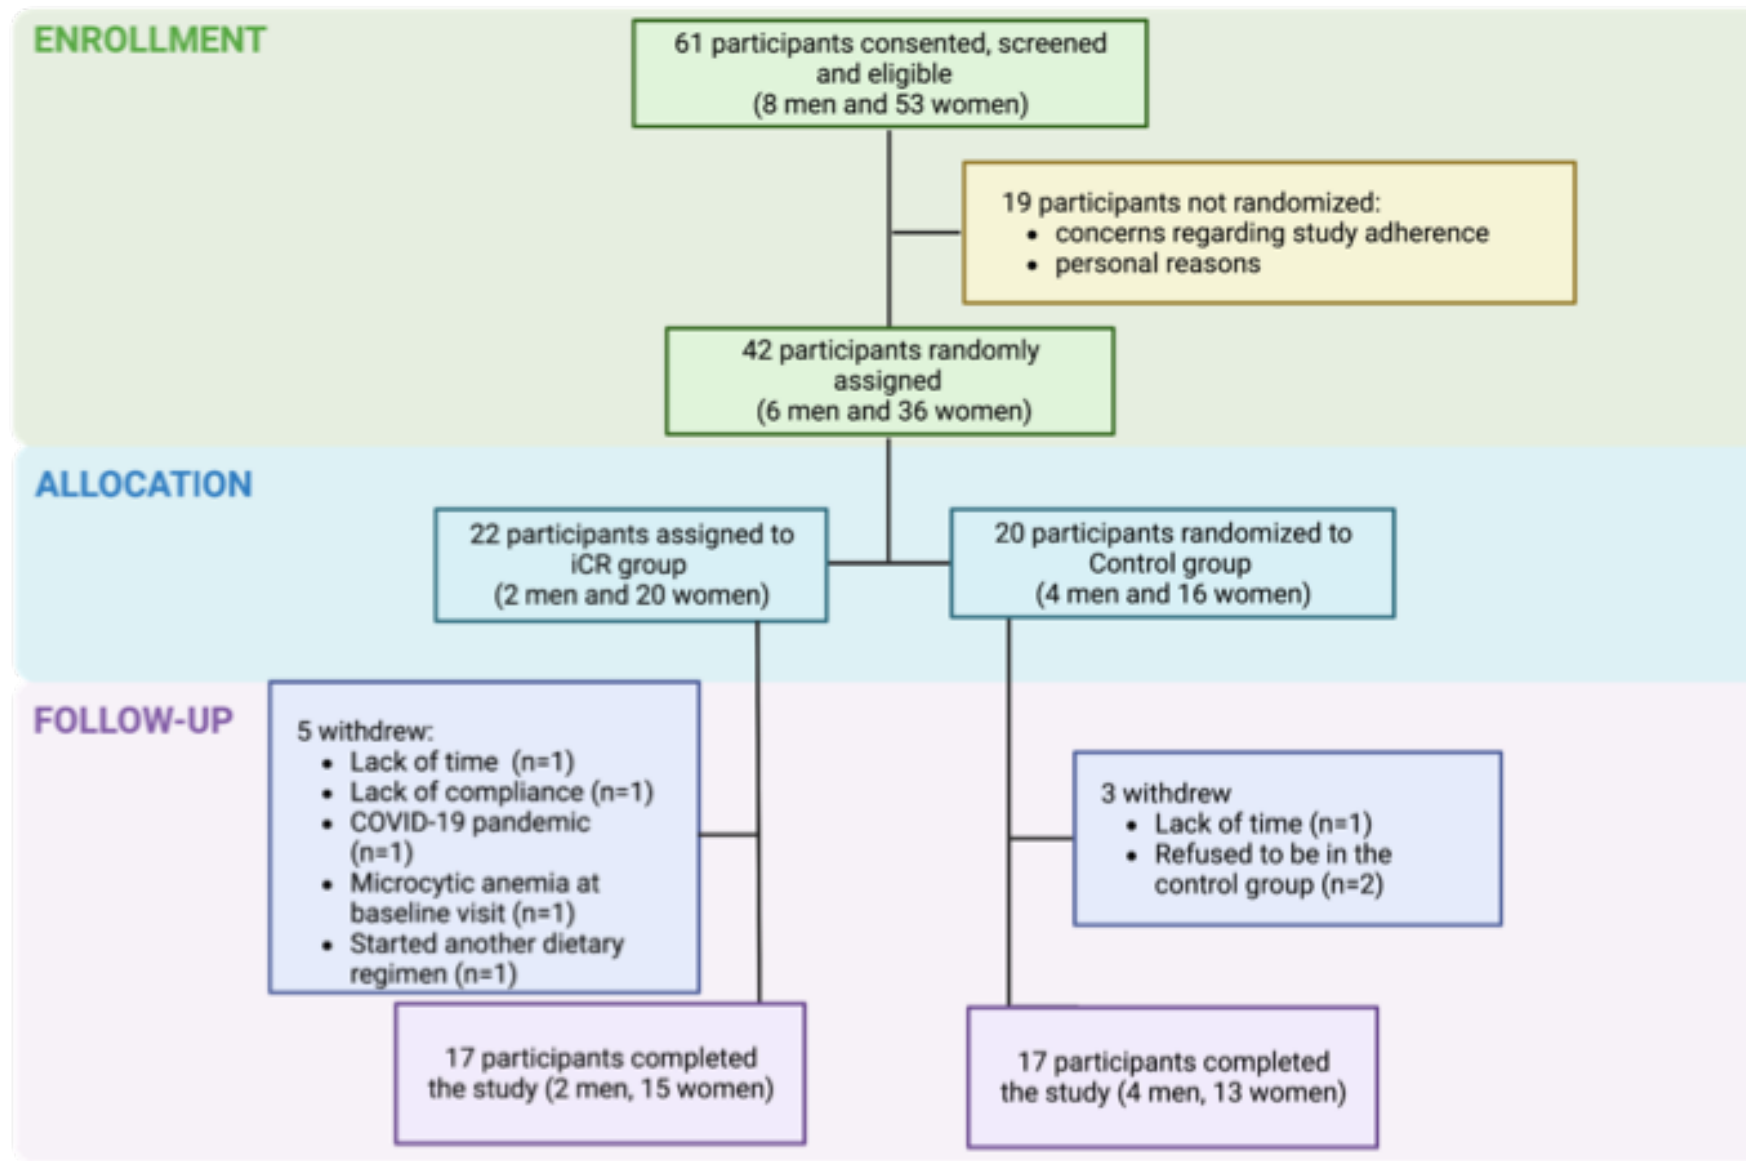 ENROLLMENT
61 participants consented, screened
and eligible
(8 men and 53 women)
19 participants not randomized:
• concerns regarding study adherence
• personal reasons
42 participants randomly
assigned
(6 men and 36 women)
ALLOCATION
22 participants assigned to
iCR group
(2 men and 20 women)
20 participants randomized to
Control group
(4 men and 16 women)
FOLLOW-UP
5 withdrew:
• Lack of time (n=1)
• Lack of compliance (n=1)
• COVID-19 pandemic
(n=1)
• Microcytic anemia at
baseline visit (n=1)
• Started another dietary
regimen (n=1)
3 withdrew
• Lack of time (n=1)
• Refused to be in the
control group (n=2)
17 participants completed
the study (2 men, 15 women)
17 participants completed
the study (4 men, 13 women)